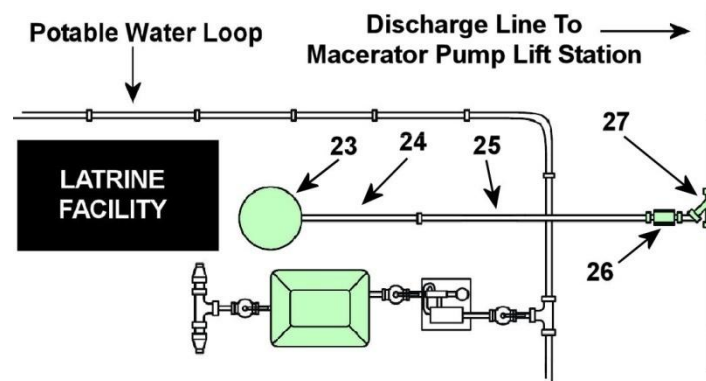 Potable Water Loop
Discharge Line To
Macerator Pump Lift Station
27
23
24
25
LATRINE
FACILITY
26